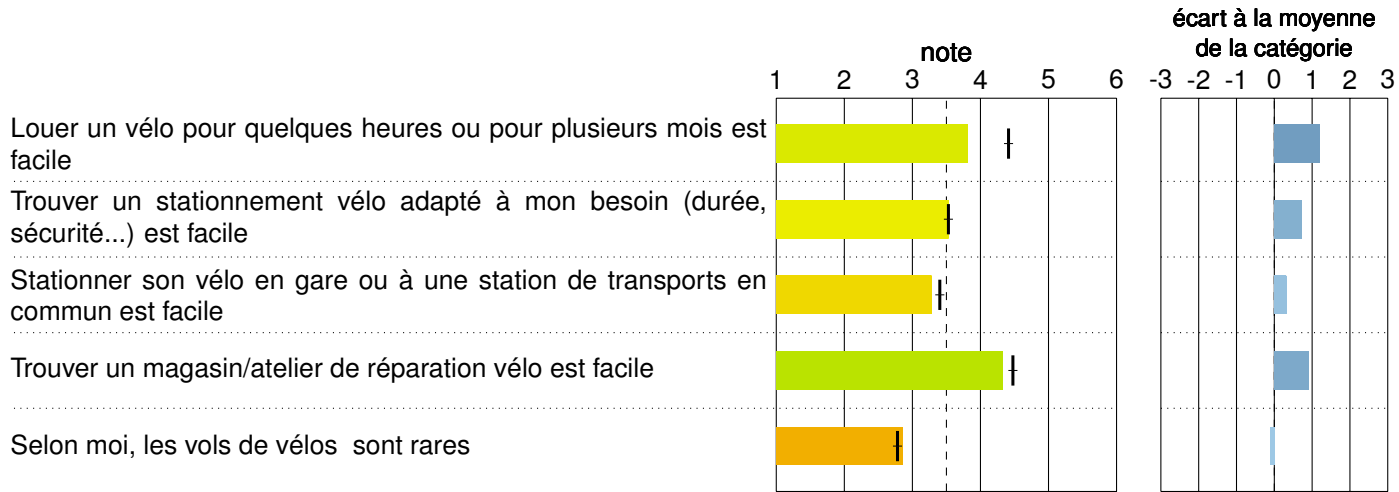 écart à la moyenne
de la catégorie
note
1 2 3 4 5 6
-3 -2 -1 0 1 2 3
Louer un vélo pour quelques heures ou pour plusieurs mois est
facile
Trouver un stationnement vélo adapté à mon besoin (durée,
sécurité...) est facile
Stationner son vélo en gare ou à une station de transports en
commun est facile
Trouver un magasin/atelier de réparation vélo est facile
Selon moi, les vols de vélos sont rares